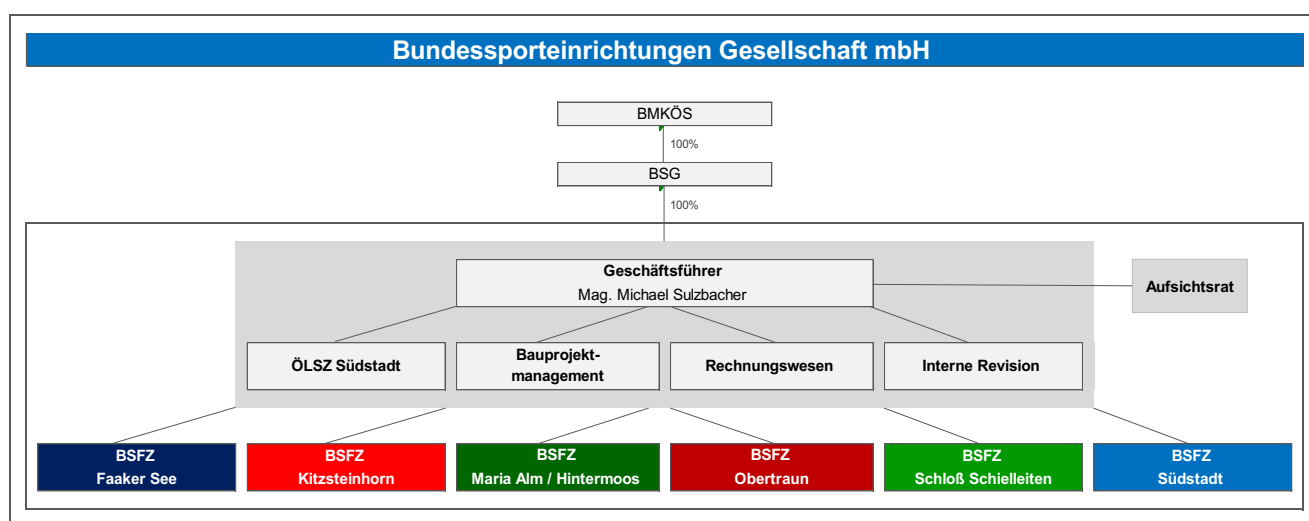 Bundessporteinrichtungen Gesellschaft mbH
BMKÖS
100%
BSG
100%
Geschäftsführer
Mag. Michael Sulzbacher
Aufsichtsrat
ÖLSZ Südstadt
Bauprojekt-
management
Rechnungswesen
Interne Revision
BSFZ
Faaker See
BSFZ
Kitzsteinhorn
BSFZ
Maria Alm / Hintermoos
BSFZ
Obertraun
BSFZ
Schloß Schielleiten
BSFZ
Südstadt